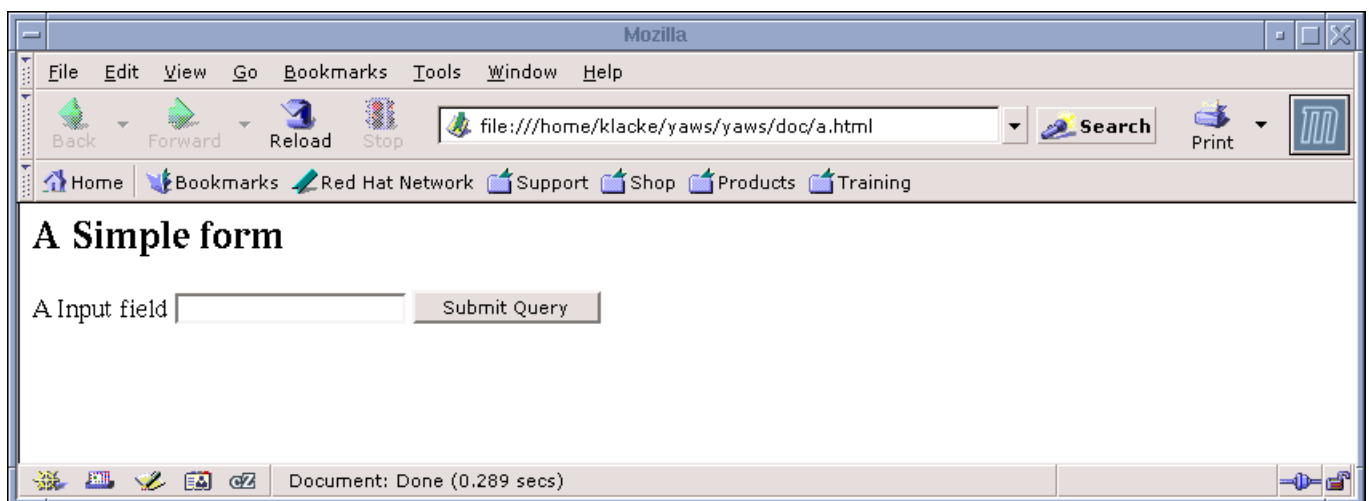 Mozilla
File Edit View Go Bookmarks Tools Window Help
Back Forward Reload Stop file:///home/klacke/yaws/yaws/doc/a.html Search Print
Home Bookmarks Red Hat Network Support Shop Products Training
A Simple form
A Input field Submit Query
Document: Done (0.289 secs)